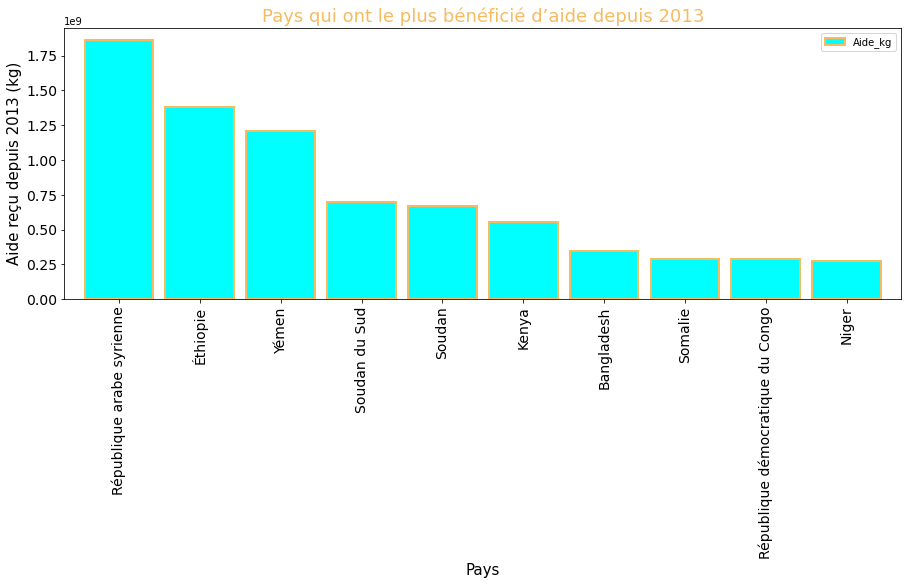 Pays qui ont le plus bénéficié d’aide depuis 2013
1e9
Aide_kg
Aide reçu depuis 2013 (kg)
1.75
1.50
1.25
1.00
0.75
0.50
0.25
0.00
République arabe syrienne
Éthiopie
Yémen
Soudan du Sud
Soudan
Kenya
Bangladesh
Somalie
République démocratique du Congo
Niger
Pays